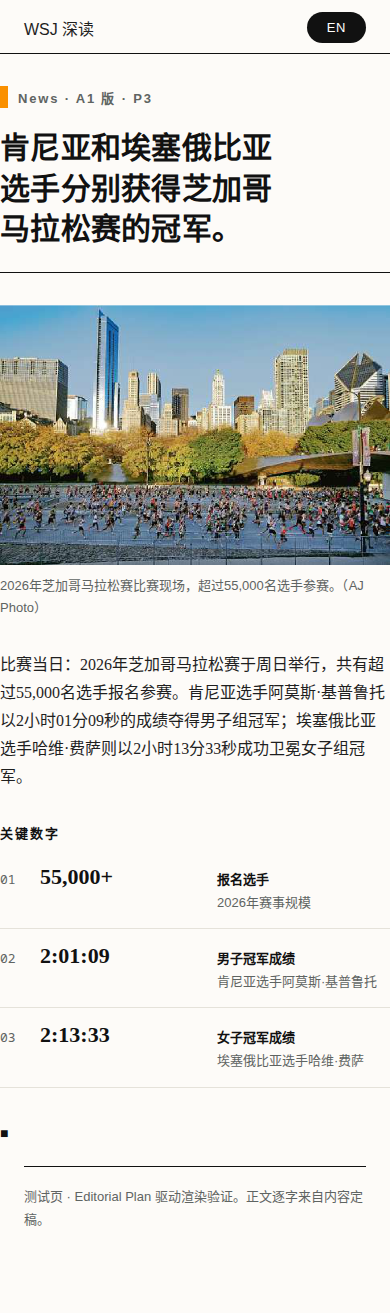 WSJ 深读
EN
News · A1 版 · P3
肯尼亚和埃塞俄比亚
选手分别获得芝加哥
马拉松赛的冠军。
2026年芝加哥马拉松赛比赛现场，超过55,000名选手参赛。（AJ
Photo）
比赛当日：2026年芝加哥马拉松赛于周日举行，共有超
过55,000名选手报名参赛。肯尼亚选手阿莫斯·基普鲁托
以2小时01分09秒的成绩夺得男子组冠军；埃塞俄比亚
选手哈维·费萨则以2小时13分33秒成功卫冕女子组冠
军。
关键数字
01 55,000+ 报名选手
2026年赛事规模
02 2:01:09 男子冠军成绩
肯尼亚选手阿莫斯·基普鲁托
03 2:13:33 女子冠军成绩
埃塞俄比亚选手哈维·费萨
■
测试页 · Editorial Plan 驱动渲染验证。正文逐字来自内容定
稿。